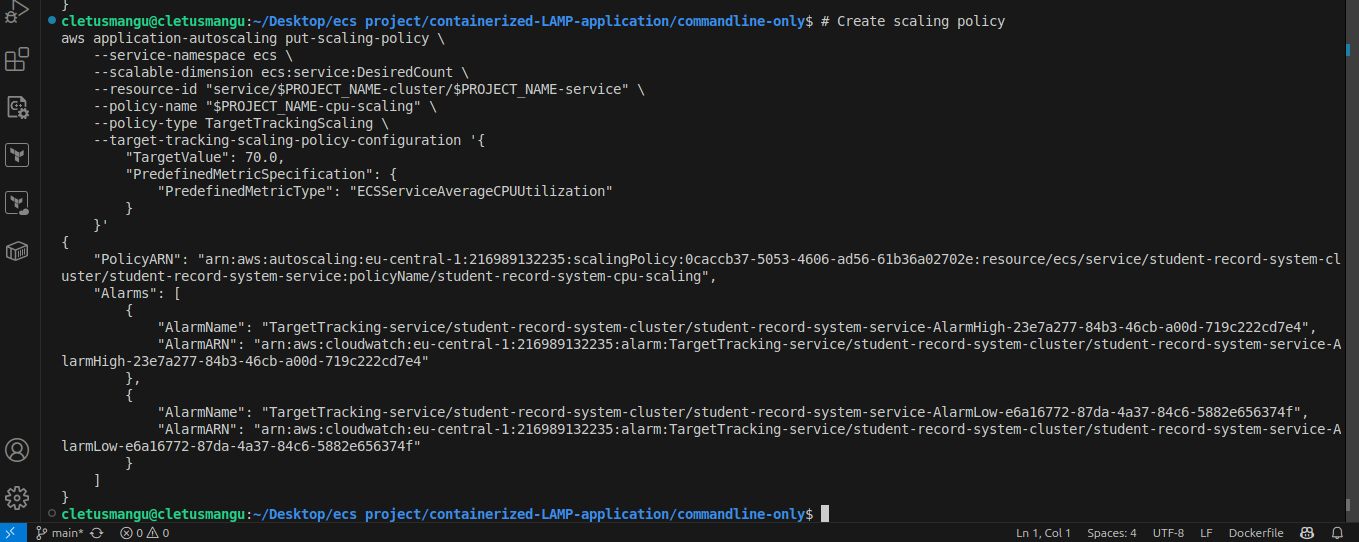 }
cletusmangu@cletusmangu:~/Desktop/ecs project/containerized-LAMP-application/commandline-only$ # Create scaling policy
aws application-autoscaling put-scaling-policy \
    --service-namespace ecs \
    --scalable-dimension ecs:service:DesiredCount \
    --resource-id "service/$PROJECT_NAME-cluster/$PROJECT_NAME-service" \
    --policy-name "$PROJECT_NAME-cpu-scaling" \
    --policy-type TargetTrackingScaling \
    --target-tracking-scaling-policy-configuration '{
        "TargetValue": 70.0,
        "PredefinedMetricSpecification": {
            "PredefinedMetricType": "ECSServiceAverageCPUUtilization"
        }
    }'
{
    "PolicyARN": "arn:aws:autoscaling:eu-central-1:216989132235:scalingPolicy:0caccb37-5053-4606-ad56-61b36a02702e:resource/ecs/service/student-record-system-cl
uster/student-record-system-service:policyName/student-record-system-cpu-scaling",
    "Alarms": [
        {
            "AlarmName": "TargetTracking-service/student-record-system-cluster/student-record-system-service-AlarmHigh-23e7a277-84b3-46cb-a00d-719c222cd7e4",
            "AlarmARN": "arn:aws:cloudwatch:eu-central-1:216989132235:alarm:TargetTracking-service/student-record-system-cluster/student-record-system-service-A
larmHigh-23e7a277-84b3-46cb-a00d-719c222cd7e4"
        },
        {
            "AlarmName": "TargetTracking-service/student-record-system-cluster/student-record-system-service-AlarmLow-e6a16772-87da-4a37-84c6-5882e656374f",
            "AlarmARN": "arn:aws:cloudwatch:eu-central-1:216989132235:alarm:TargetTracking-service/student-record-system-cluster/student-record-system-service-A
larmLow-e6a16772-87da-4a37-84c6-5882e656374f"
        }
    ]
}
cletusmangu@cletusmangu:~/Desktop/ecs project/containerized-LAMP-application/commandline-only$
main* 0 0 Ln 1, Col 1 Spaces: 4 UTF-8 LF Dockerfile